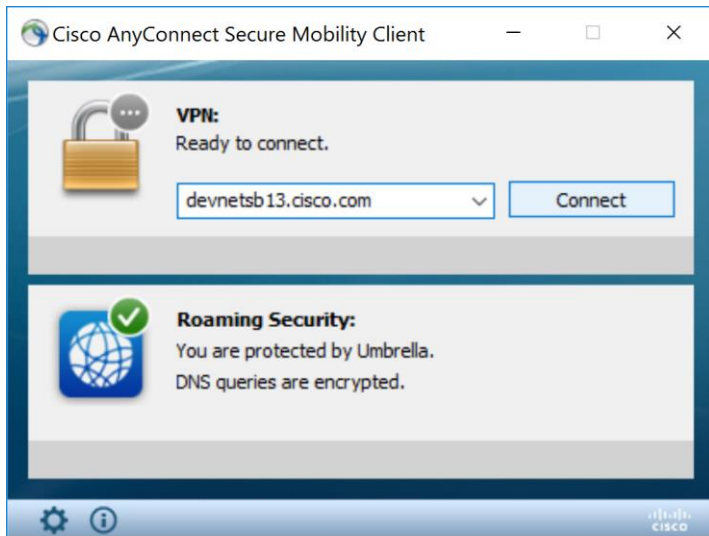 Cisco AnyConnect Secure Mobility Client
VPN:
Ready to connect.
devnetsb13.cisco.com
Connect
Roaming Security:
You are protected by Umbrella.
DNS queries are encrypted.
CISCO